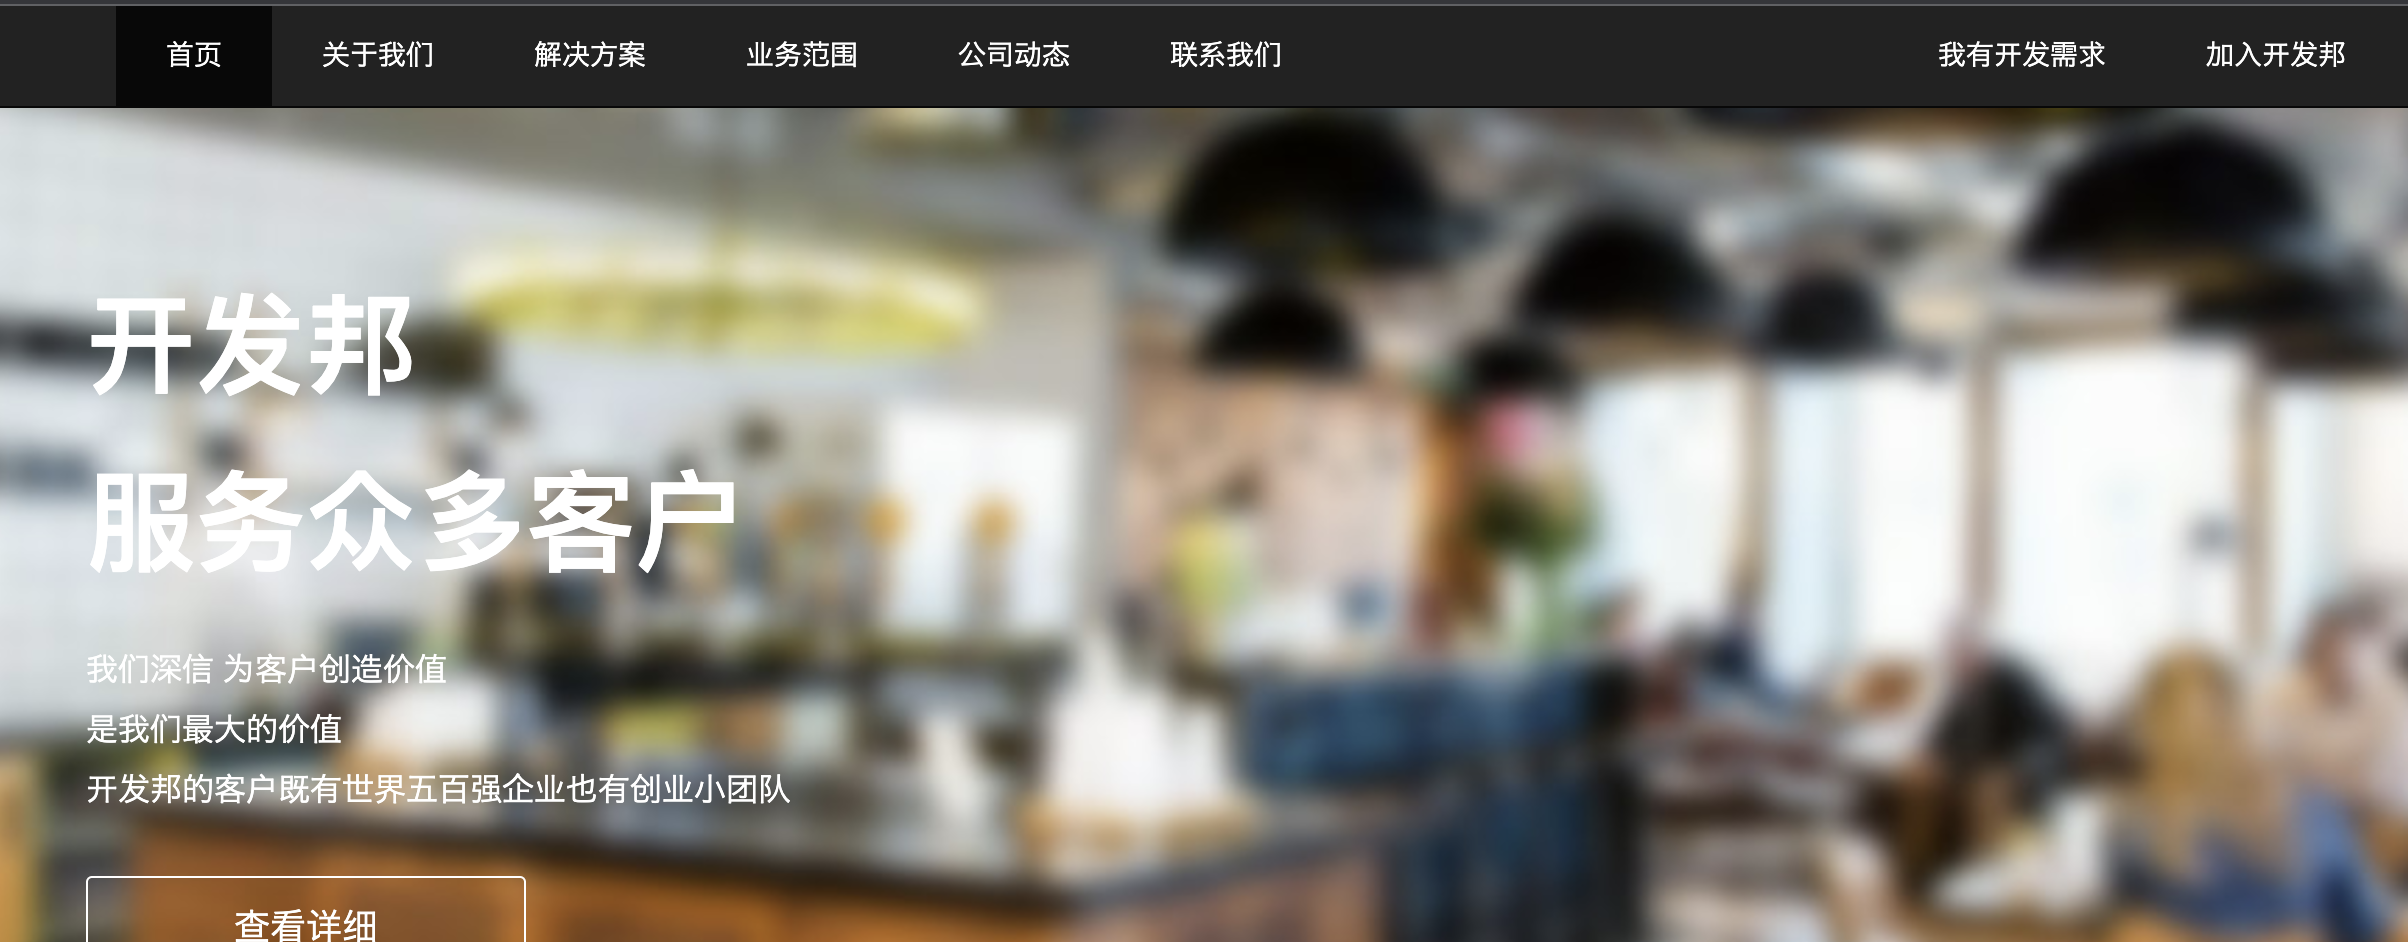 首页 关于我们 解决方案 业务范围 公司动态 联系我们 我有开发需求 加入开发邦
开发邦
服务众多客户
我们深信 为客户创造价值
是我们最大的价值
开发邦的客户既有世界五百强企业也有创业小团队
查看详细